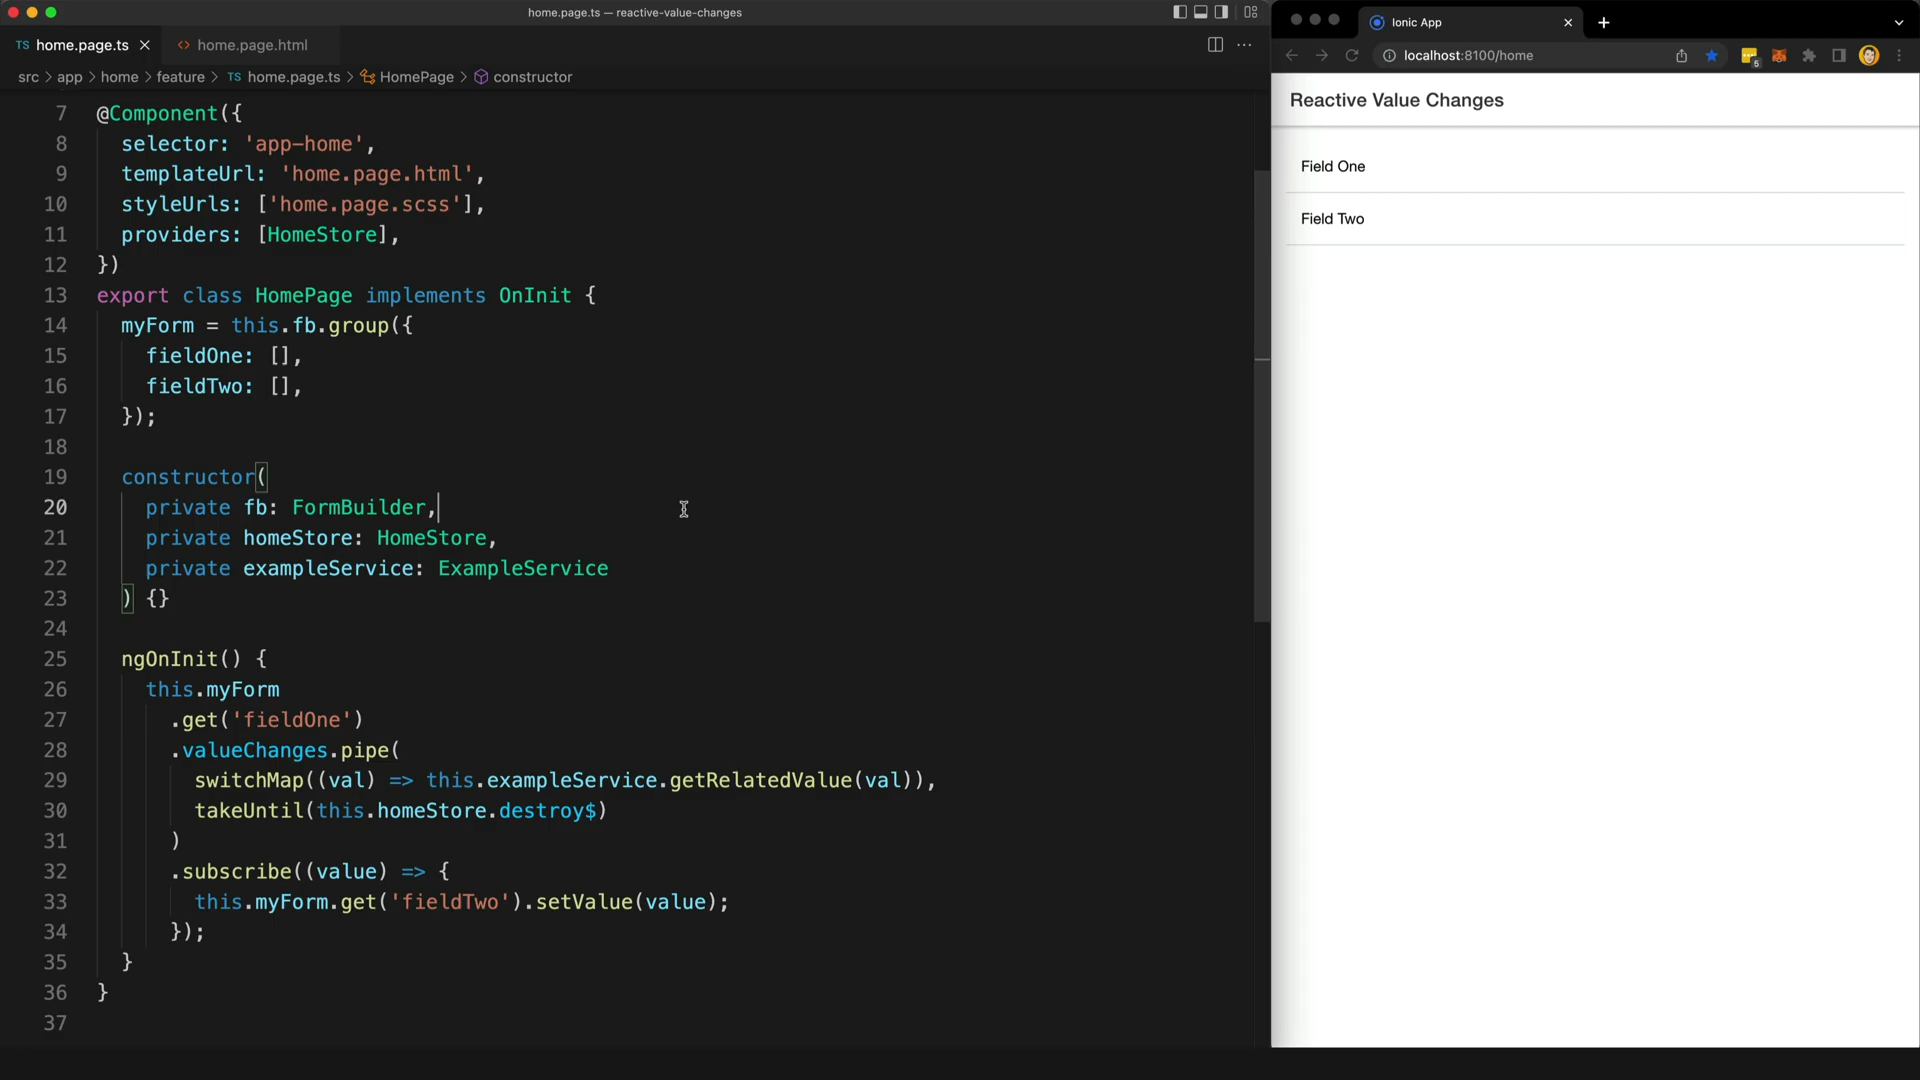 home.page.ts — reactive-value-changes
TS home.page.ts
<> home.page.html
src > app > home > feature > TS home.page.ts > HomePage > constructor
7 @Component({
8 selector: 'app-home',
9 templateUrl: 'home.page.html',
10 styleUrls: ['home.page.scss'],
11 providers: [HomeStore],
12 })
13 export class HomePage implements OnInit {
14 myForm = this.fb.group({
15 fieldOne: [],
16 fieldTwo: [],
17 });
18
19 constructor(
20 private fb: FormBuilder,
21 private homeStore: HomeStore,
22 private exampleService: ExampleService
23 ) {}
24
25 ngOnInit() {
26 this.myForm
27 .get('fieldOne')
28 .valueChanges.pipe(
29 switchMap((val) => this.exampleService.getRelatedValue(val)),
30 takeUntil(this.homeStore.destroy$)
31 )
32 .subscribe((value) => {
33 this.myForm.get('fieldTwo').setValue(value);
34 });
35 }
36 }
37
Ionic App
localhost:8100/home
5
Reactive Value Changes
Field One
Field Two